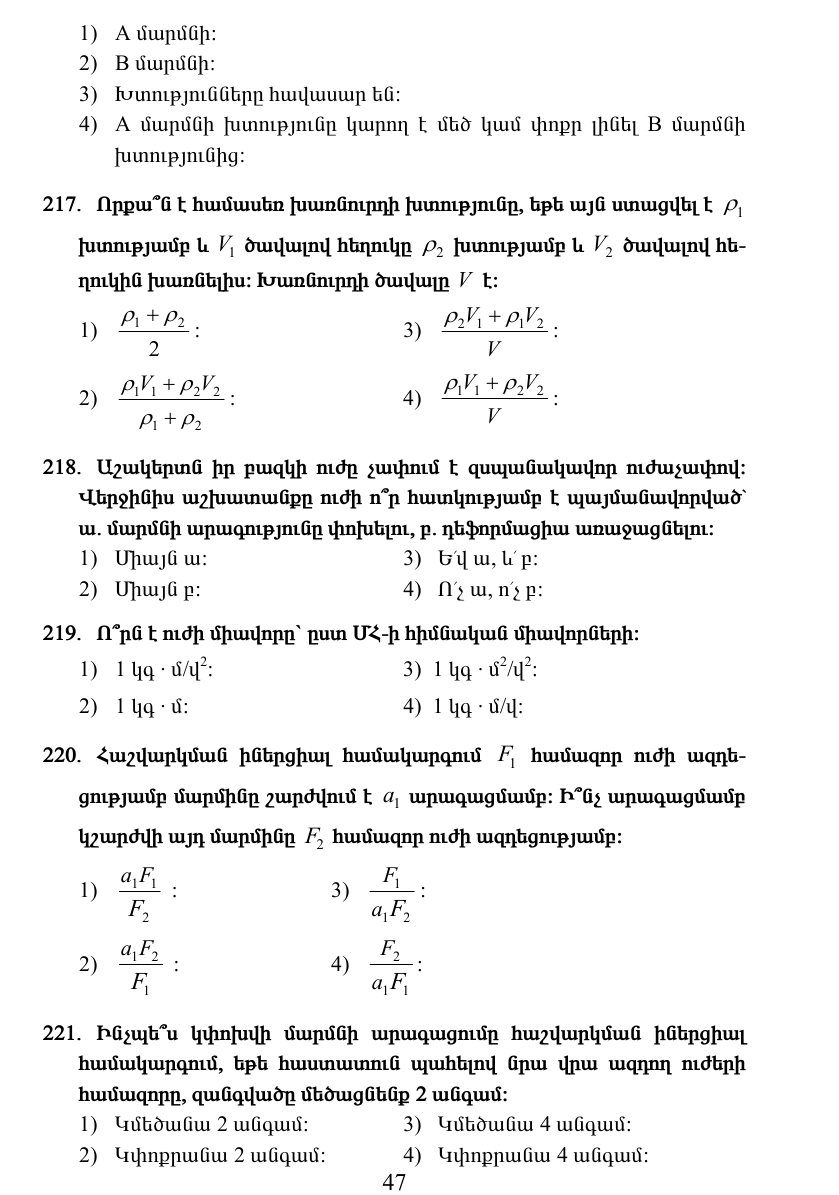 1) A մարմնի:
2) B մարմնի:
3) Խտությունները հավասար են:
4) A մարմնի խտությունը կարող է մեծ կամ փոքր լինել B մարմնի
խտությունից:
217. Որքա՞ն է համասեռ խառնուրդի խտությունը, եթե այն ստացվել է ρ₁
խտությամբ և V₁ ծավալով հեղուկը ρ₂ խտությամբ և V₂ ծավալով հե-
ղուկին խառնելիս: Խառնուրդի ծավալը V է:
1) (ρ₁ + ρ₂)/2 : 3) (ρ₂V₁ + ρ₁V₂)/V :
2) (ρ₁V₁ + ρ₂V₂)/(ρ₁ + ρ₂) : 4) (ρ₁V₁ + ρ₂V₂)/V :
218. Աշակերտն իր բազկի ուժը չափում է զսպանակավոր ուժաչափով:
Վերջինիս աշխատանքը ուժի ո՞ր հատկությամբ է պայմանավորված՝
ա. մարմնի արագությունը փոխելու, բ. դեֆորմացիա առաջացնելու:
1) Միայն ա: 3) Ե՛վ ա, և՛ բ:
2) Միայն բ: 4) Ո՛չ ա, ո՛չ բ:
219. Ո՞րն է ուժի միավորը՝ ըստ ՄՀ-ի հիմնական միավորների:
1) 1 կգ · մ/վ²: 3) 1 կգ · մ²/վ²:
2) 1 կգ · մ: 4) 1 կգ · մ/վ:
220. Հաշվարկման իներցիալ համակարգում F₁ համազոր ուժի ազդե-
ցությամբ մարմինը շարժվում է a₁ արագացմամբ: Ի՞նչ արագացմամբ
կշարժվի այդ մարմինը F₂ համազոր ուժի ազդեցությամբ:
1) a₁F₁/F₂ : 3) F₁/a₁F₂ :
2) a₁F₂/F₁ : 4) F₂/a₁F₁ :
221. Ինչպե՞ս կփոխվի մարմնի արագացումը հաշվարկման իներցիալ
համակարգում, եթե հաստատուն պահելով նրա վրա ազդող ուժերի
համազորը, զանգվածը մեծացնենք 2 անգամ:
1) Կմեծանա 2 անգամ: 3) Կմեծանա 4 անգամ:
2) Կփոքրանա 2 անգամ: 4) Կփոքրանա 4 անգամ:
47